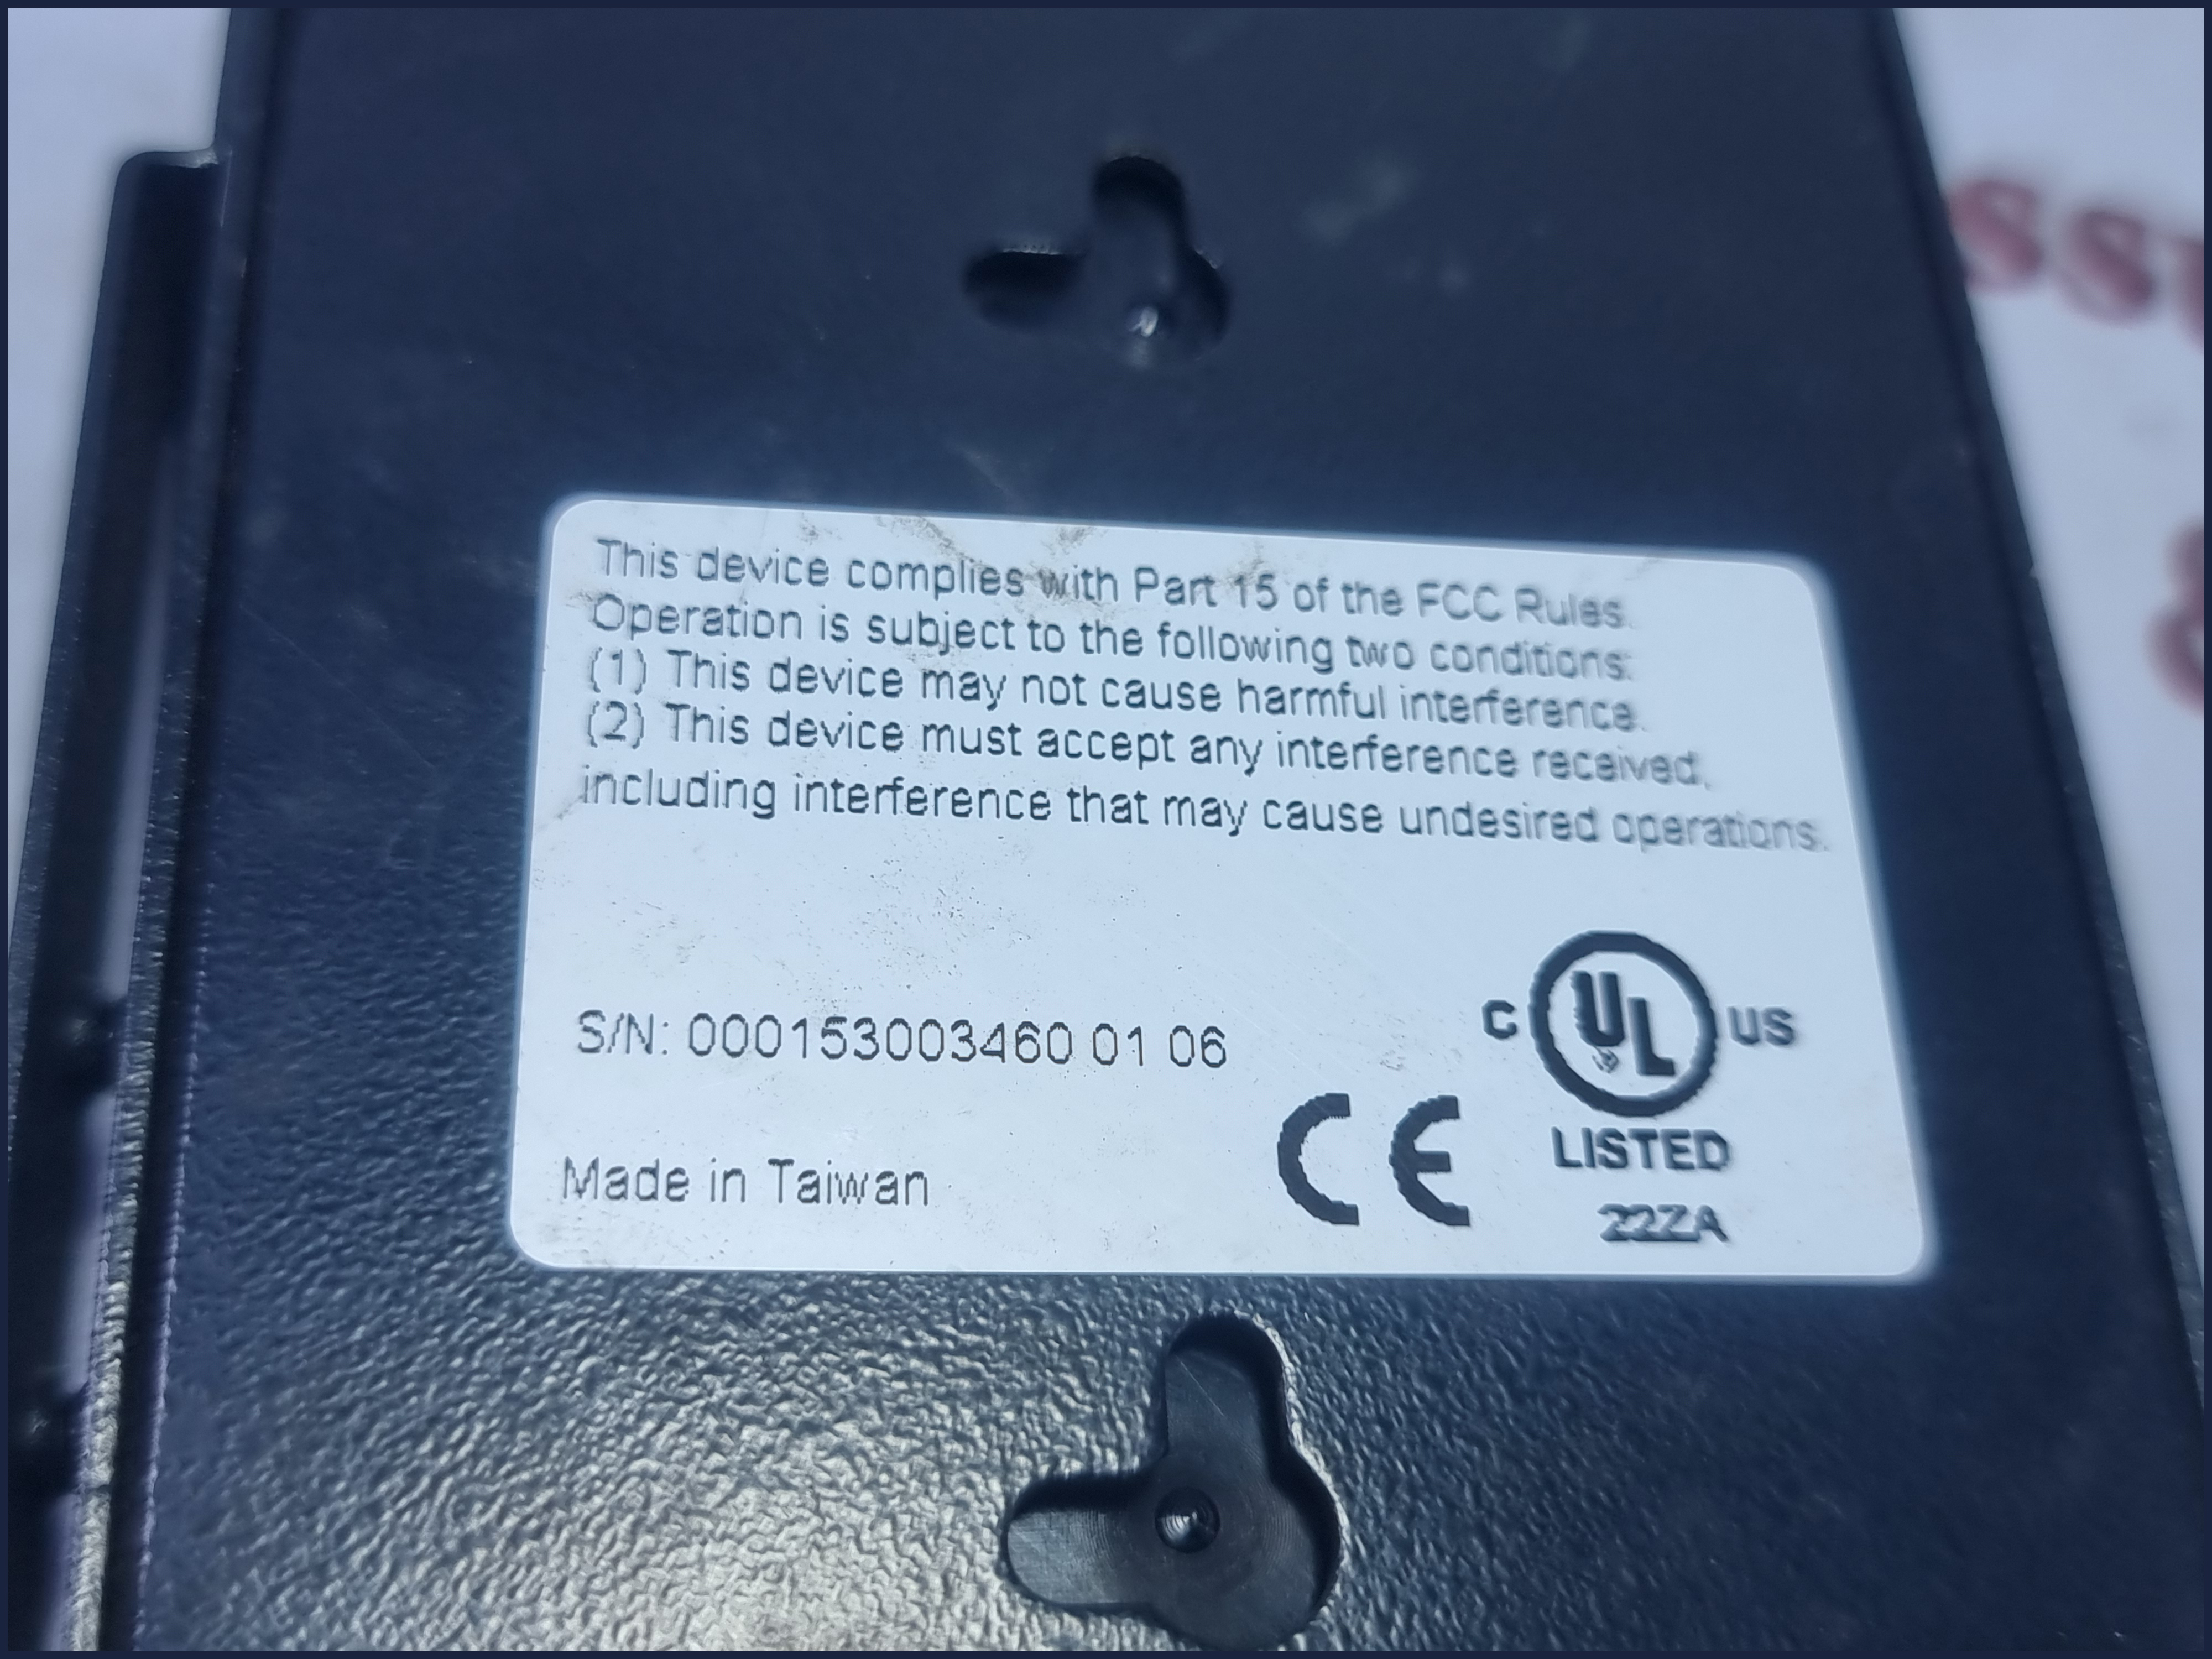 This device complies with Part 15 of the FCC Rules.
Operation is subject to the following two conditions:
(1) This device may not cause harmful interference.
(2) This device must accept any interference received,
including interference that may cause undesired operations.
S/N: 000153003460 01 06
C UL US
LISTED
22ZA
CE
Made in Taiwan